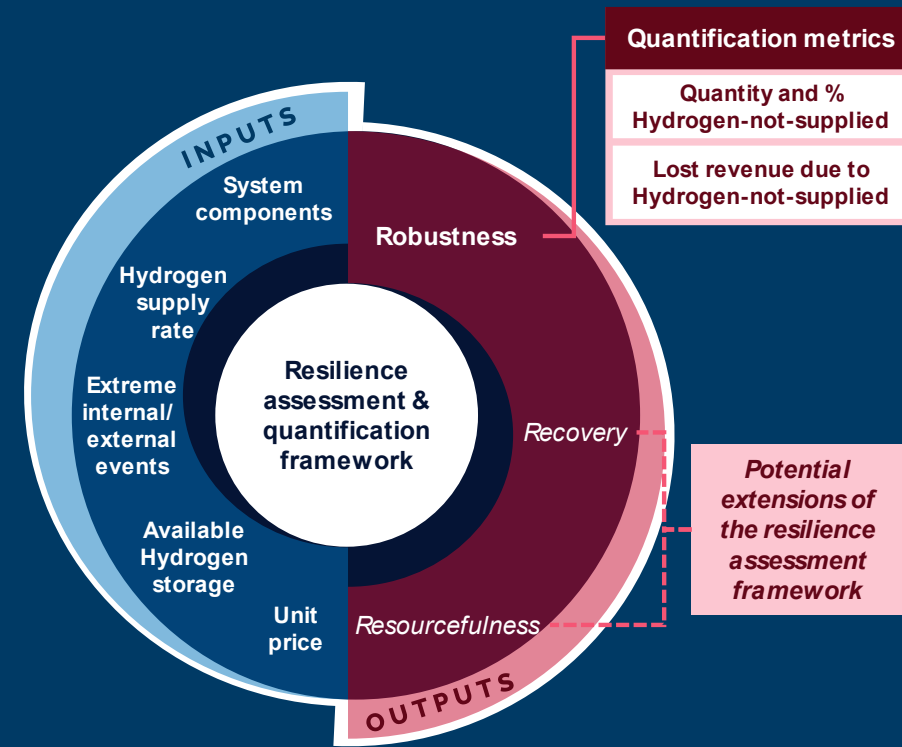 INPUTS
System
components
Hydrogen
supply
rate
Extreme
internal/
external
events
Available
Hydrogen
storage
Unit
price
Resilience
assessment &
quantification
framework
Robustness
Recovery
Resourcefulness
OUTPUTS
Quantification metrics
Quantity and %
Hydrogen-not-supplied
Lost revenue due to
Hydrogen-not-supplied
Potential
extensions of
the resilience
assessment
framework